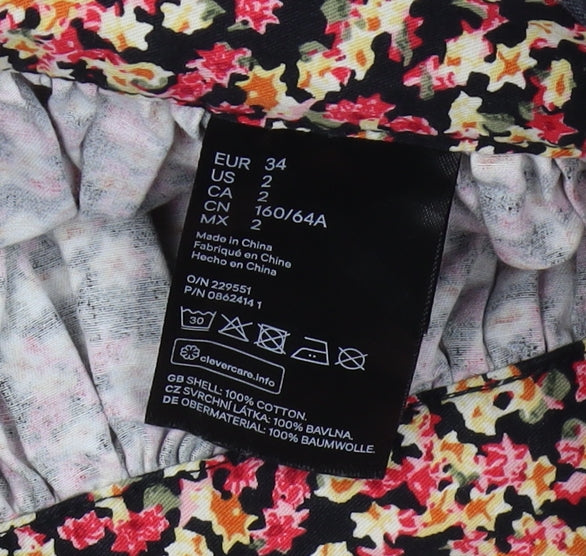 EUR 34
US 2
CA 2
CN 160/64A
MX 2
Made in China
Fabriqué en Chine
Hecho en China
O/N 229551
P/N 0862414 1
30
clevercare.info
GB SHELL: 100% COTTON.
CZ SVRCHNÍ LÁTKA: 100% BAVLNA.
DE OBERMATERIAL: 100% BAUMWOLLE.